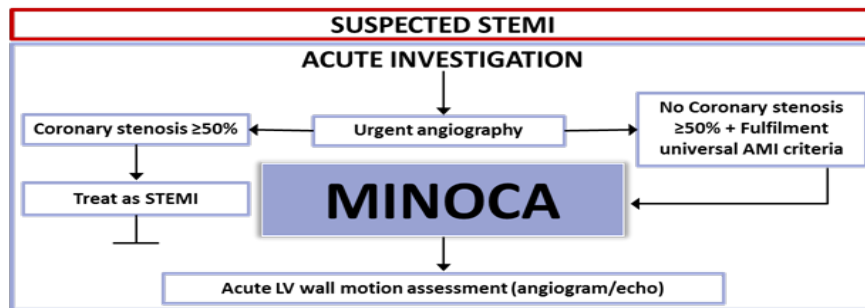 SUSPECTED STEMI
ACUTE INVESTIGATION
Coronary stenosis ≥50%
Urgent angiography
No Coronary stenosis
≥50% + Fulfilment
universal AMI criteria
Treat as STEMI
MINOCA
Acute LV wall motion assessment (angiogram/echo)